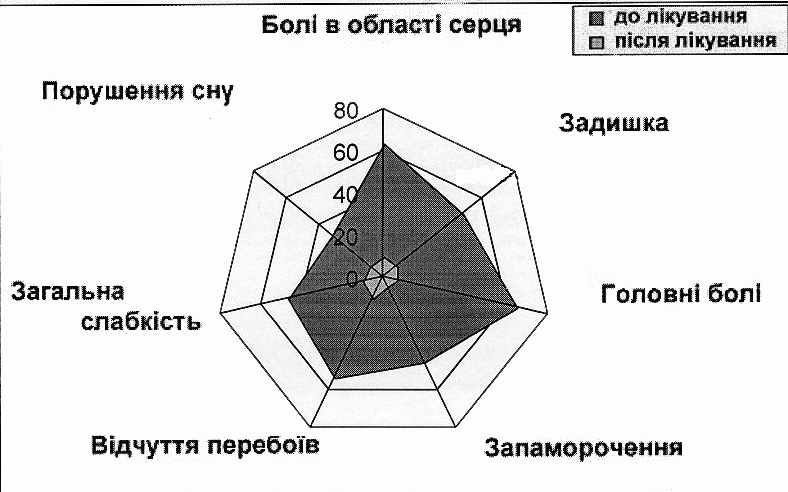 Болі в області серця
до лікування
після лікування
Порушення сну
Задишка
80
60
40
20
0
Загальна
слабкість
Головні болі
Відчуття перебоїв
Запаморочення